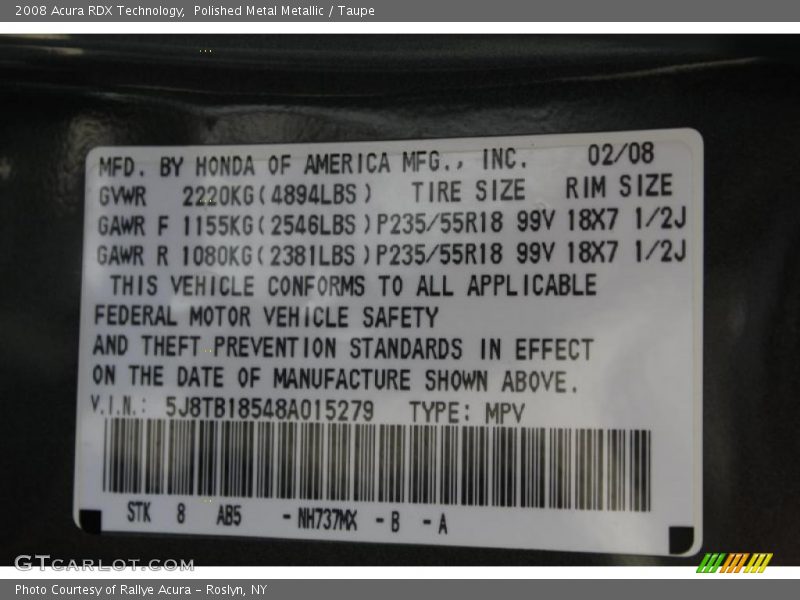 2008 Acura RDX Technology,  Polished Metal Metallic / Taupe
MFD. BY HONDA OF AMERICA MFG., INC. 02/08
GVWR 2220KG(4894LBS) TIRE SIZE RIM SIZE
GAWR F 1155KG(2546LBS)P235/55R18 99V 18X7 1/2J
GAWR R 1080KG(2381LBS)P235/55R18 99V 18X7 1/2J
THIS VEHICLE CONFORMS TO ALL APPLICABLE
FEDERAL MOTOR VEHICLE SAFETY
AND THEFT PREVENTION STANDARDS IN EFFECT
ON THE DATE OF MANUFACTURE SHOWN ABOVE.
V.I.N.: 5J8TB18548A015279 TYPE: MPV
STK 8 AB5 -NH737MX -B -A
GTCarlot.com
Photo Courtesy of Rallye Acura - Roslyn, NY